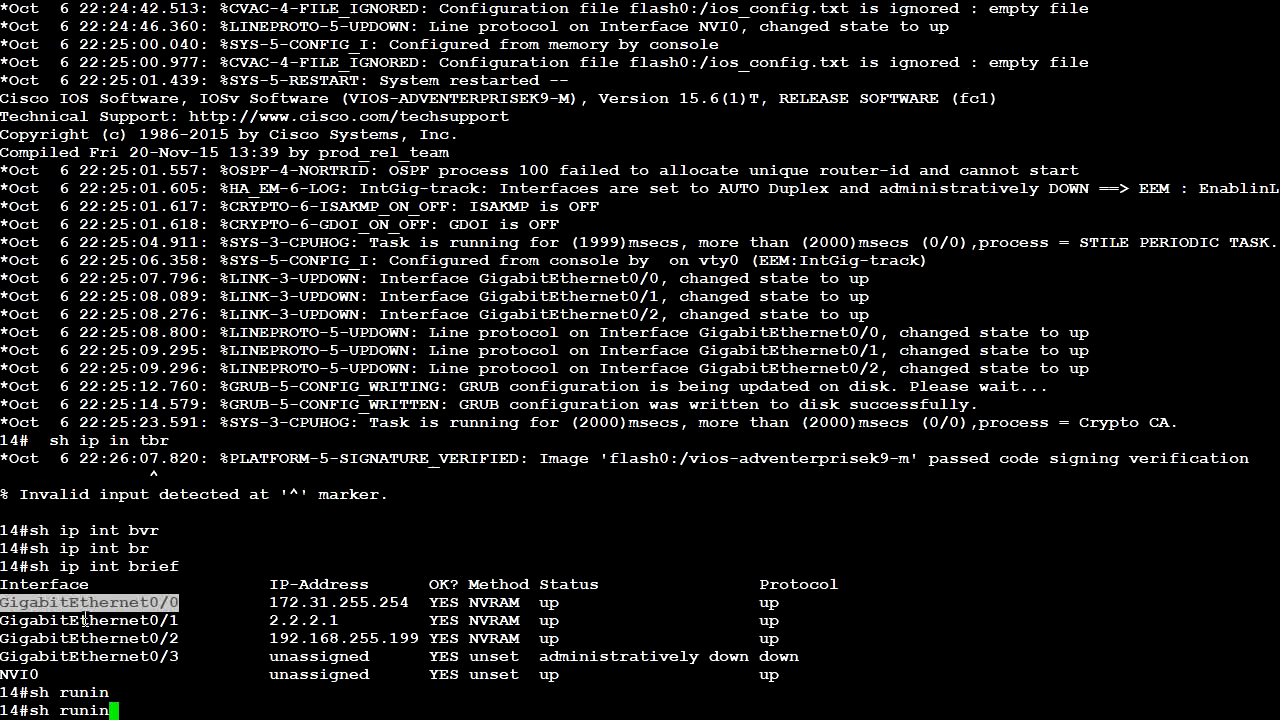 *Oct  6 22:24:42.513: %CVAC-4-FILE_IGNORED: Configuration file flash0:/ios_config.txt is ignored : empty file
*Oct  6 22:24:46.360: %LINEPROTO-5-UPDOWN: Line protocol on Interface NVI0, changed state to up
*Oct  6 22:25:00.040: %SYS-5-CONFIG_I: Configured from memory by console
*Oct  6 22:25:00.977: %CVAC-4-FILE_IGNORED: Configuration file flash0:/ios_config.txt is ignored : empty file
*Oct  6 22:25:01.439: %SYS-5-RESTART: System restarted --
Cisco IOS Software, IOSv Software (VIOS-ADVENTERPRISEK9-M), Version 15.6(1)T, RELEASE SOFTWARE (fc1)
Technical Support: http://www.cisco.com/techsupport
Copyright (c) 1986-2015 by Cisco Systems, Inc.
Compiled Fri 20-Nov-15 13:39 by prod_rel_team
*Oct  6 22:25:01.557: %OSPF-4-NORTRID: OSPF process 100 failed to allocate unique router-id and cannot start
*Oct  6 22:25:01.605: %HA_EM-6-LOG: IntGig-track: Interfaces are set to AUTO Duplex and administratively DOWN ==> EEM : EnablinL
*Oct  6 22:25:01.617: %CRYPTO-6-ISAKMP_ON_OFF: ISAKMP is OFF
*Oct  6 22:25:01.618: %CRYPTO-6-GDOI_ON_OFF: GDOI is OFF
*Oct  6 22:25:04.911: %SYS-3-CPUHOG: Task is running for (1999)msecs, more than (2000)msecs (0/0),process = STILE PERIODIC TASK.
*Oct  6 22:25:06.358: %SYS-5-CONFIG_I: Configured from console by  on vty0 (EEM:IntGig-track)
*Oct  6 22:25:07.796: %LINK-3-UPDOWN: Interface GigabitEthernet0/0, changed state to up
*Oct  6 22:25:08.089: %LINK-3-UPDOWN: Interface GigabitEthernet0/1, changed state to up
*Oct  6 22:25:08.276: %LINK-3-UPDOWN: Interface GigabitEthernet0/2, changed state to up
*Oct  6 22:25:08.800: %LINEPROTO-5-UPDOWN: Line protocol on Interface GigabitEthernet0/0, changed state to up
*Oct  6 22:25:09.295: %LINEPROTO-5-UPDOWN: Line protocol on Interface GigabitEthernet0/1, changed state to up
*Oct  6 22:25:09.296: %LINEPROTO-5-UPDOWN: Line protocol on Interface GigabitEthernet0/2, changed state to up
*Oct  6 22:25:12.760: %GRUB-5-CONFIG_WRITING: GRUB configuration is being updated on disk. Please wait...
*Oct  6 22:25:14.579: %GRUB-5-CONFIG_WRITTEN: GRUB configuration was written to disk successfully.
*Oct  6 22:25:23.591: %SYS-3-CPUHOG: Task is running for (2000)msecs, more than (2000)msecs (0/0),process = Crypto CA.
14#  sh ip in tbr
*Oct  6 22:26:07.820: %PLATFORM-5-SIGNATURE_VERIFIED: Image 'flash0:/vios-adventerprisek9-m' passed code signing verification
^
% Invalid input detected at '^' marker.
14#sh ip int bvr
14#sh ip int br
14#sh ip int brief
Interface                  IP-Address      OK? Method Status                Protocol
GigabitEthernet0/0         172.31.255.254  YES NVRAM  up                    up
GigabitEthernet0/1         2.2.2.1         YES NVRAM  up                    up
GigabitEthernet0/2         192.168.255.199 YES NVRAM  up                    up
GigabitEthernet0/3         unassigned      YES unset  administratively down down
NVI0                       unassigned      YES unset  up                    up
14#sh runin
14#sh runin